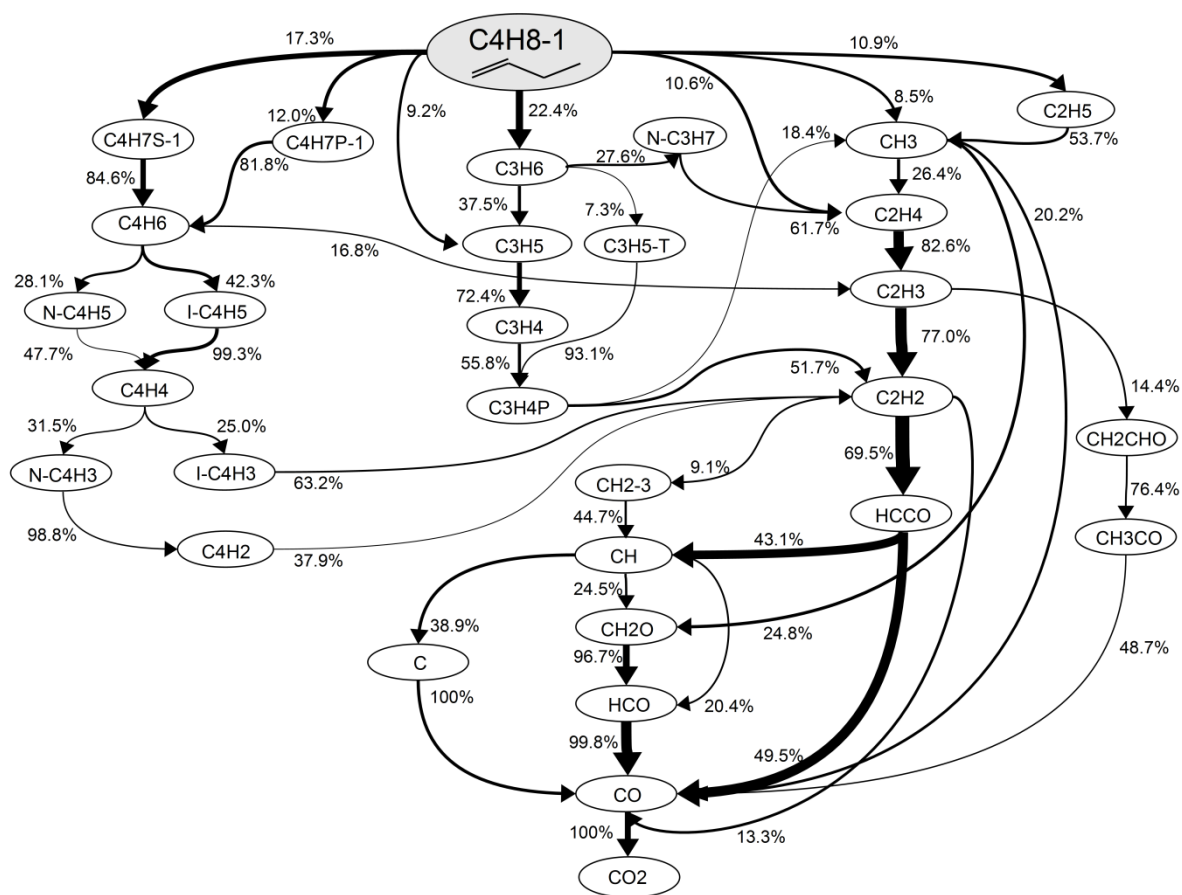 C4H8-1
17.3%
10.9%
12.0%
9.2%
22.4%
10.6%
8.5%
C2H5
C4H7S-1
C4H7P-1
N-C3H7
18.4%
CH3
53.7%
84.6%
81.8%
C3H6
27.6%
26.4%
20.2%
C4H6
37.5%
7.3%
61.7%
C2H4
16.8%
C3H5
C3H5-T
82.6%
28.1%
42.3%
72.4%
C2H3
N-C4H5
I-C4H5
C3H4
77.0%
47.7%
99.3%
55.8%
93.1%
51.7%
C4H4
C3H4P
C2H2
14.4%
31.5%
25.0%
CH2CHO
N-C4H3
I-C4H3
63.2%
9.1%
69.5%
CH2-3
76.4%
98.8%
C4H2
37.9%
44.7%
HCCO
CH3CO
CH
43.1%
24.5%
38.9%
CH2O
24.8%
48.7%
C
96.7%
100%
HCO
20.4%
99.8%
49.5%
CO
100%
13.3%
CO2